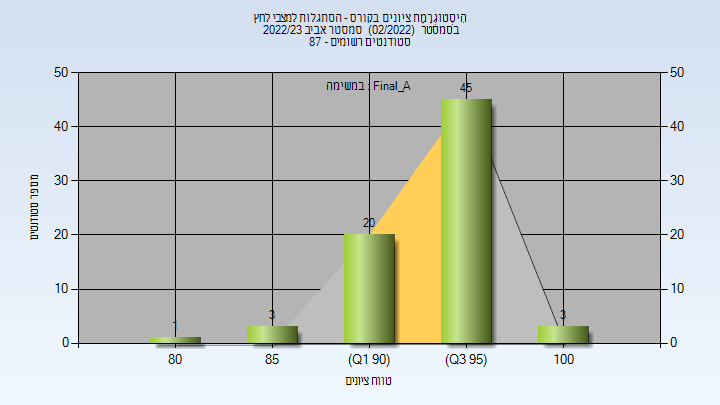 היסטוגרמת ציונים בקורס - הסתגלות למצבי לחץ
בסמסטר (02/2022) סמסטר אביב 2022/23
סטודנטים רשומים - 87
במשימה : Final_A
מספר סטודנטים
50
40
30
20
10
0
50
40
30
20
10
0
1
3
20
45
3
80
85
(Q1 90)
(Q3 95)
100
טווח ציונים